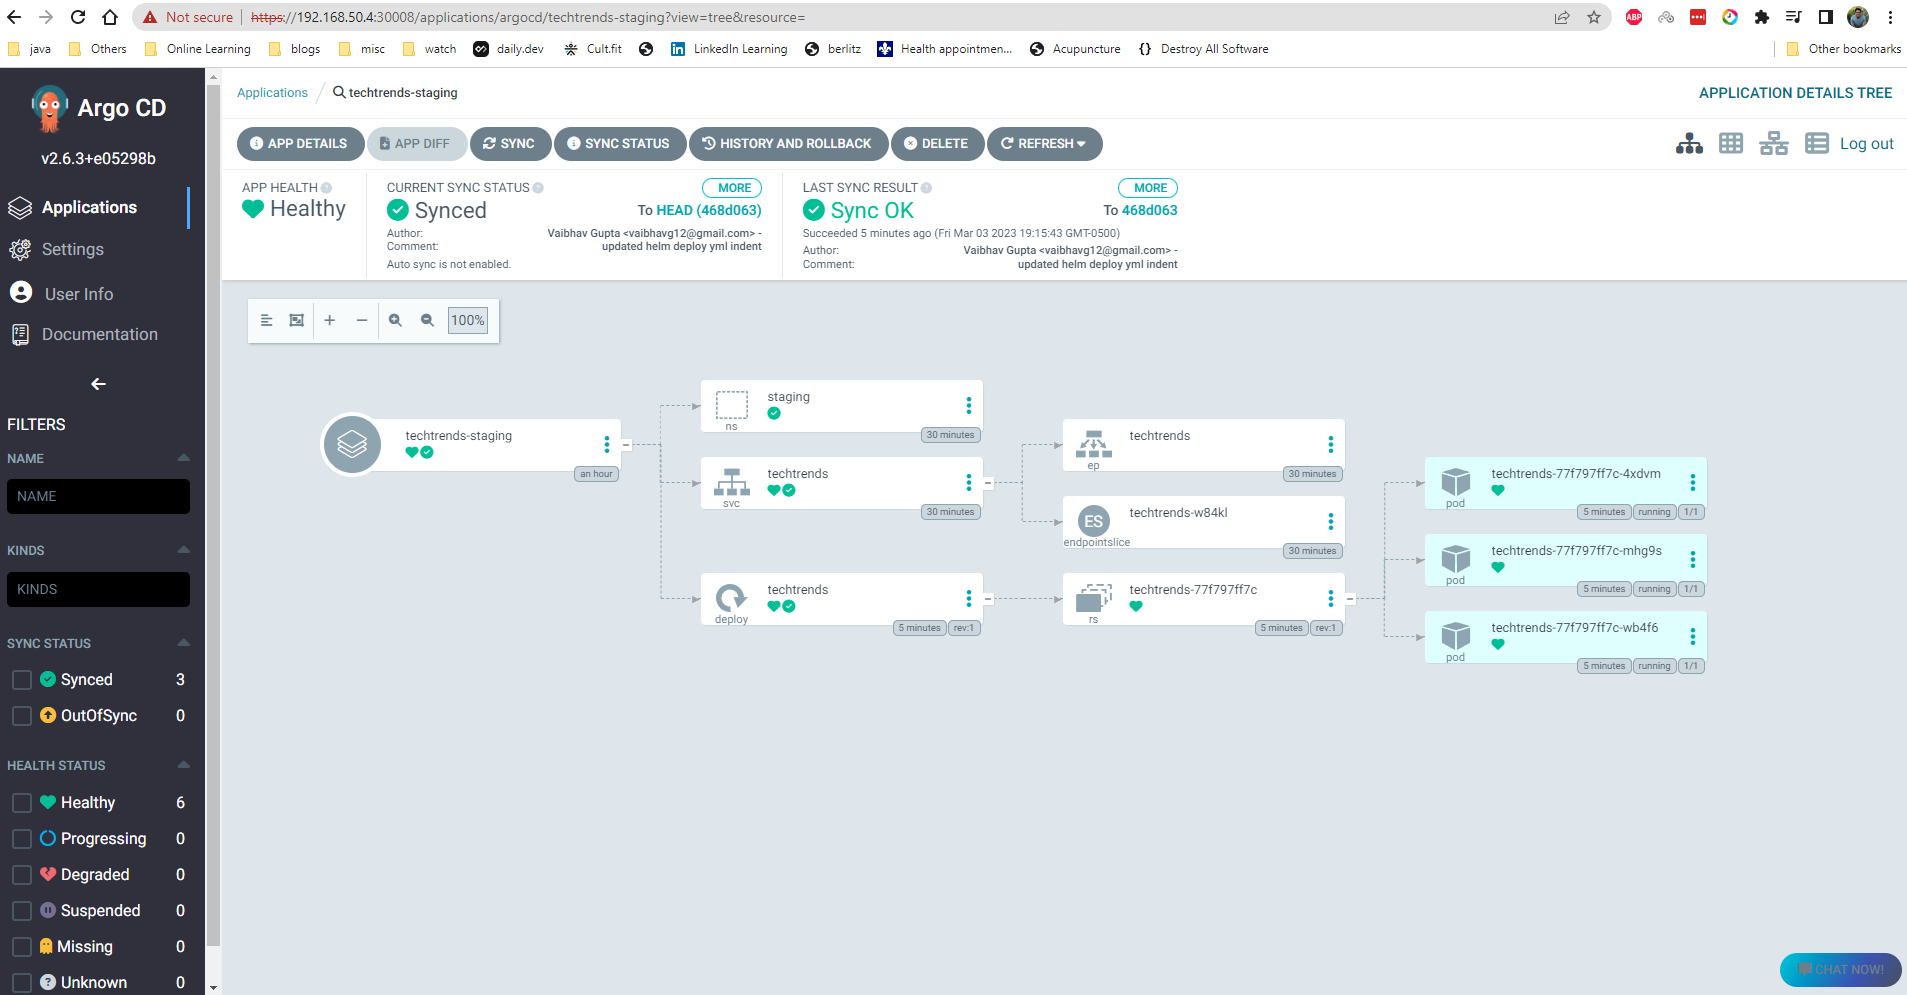 Not secure | https://192.168.50.4:30008/applications/argocd/techtrends-staging?view=tree&resource=
ABP
java Others Online Learning blogs misc watch daily.dev Cult.fit LinkedIn Learning berlitz Health appointmen... Acupuncture Destroy All Software Other bookmarks
Argo CD
v2.6.3+e05298b
Applications
Settings
User Info
Documentation
FILTERS
NAME
NAME
KINDS
KINDS
SYNC STATUS
Synced 3
OutOfSync 0
HEALTH STATUS
Healthy 6
Progressing 0
Degraded 0
Suspended 0
Missing 0
Unknown 0
Applications / techtrends-staging
APPLICATION DETAILS TREE
APP DETAILS APP DIFF SYNC SYNC STATUS HISTORY AND ROLLBACK DELETE REFRESH
Log out
APP HEALTH
Healthy
CURRENT SYNC STATUS MORE
Synced To HEAD (468d063)
Author: Vaibhav Gupta <vaibhavg12@gmail.com> -
Comment: updated helm deploy yml indent
Auto sync is not enabled.
LAST SYNC RESULT MORE
Sync OK To 468d063
Succeeded 5 minutes ago (Fri Mar 03 2023 19:15:43 GMT-0500)
Author: Vaibhav Gupta <vaibhavg12@gmail.com> -
Comment: updated helm deploy yml indent
100%
techtrends-staging
an hour
staging
ns
30 minutes
techtrends
svc
30 minutes
techtrends
deploy
5 minutes rev:1
techtrends
ep
30 minutes
ES
techtrends-w84kl
endpointslice
30 minutes
techtrends-77f797ff7c
rs
5 minutes rev:1
techtrends-77f797ff7c-4xdvm
pod
5 minutes running 1/1
techtrends-77f797ff7c-mhg9s
pod
5 minutes running 1/1
techtrends-77f797ff7c-wb4f6
pod
5 minutes running 1/1
CHAT NOW!